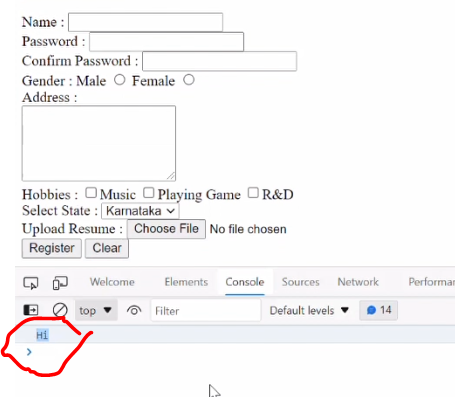 Name :
Password :
Confirm Password :
Gender : Male Female
Address :
Hobbies : Music Playing Game R&D
Select State : Karnataka
Upload Resume : Choose File No file chosen
Register Clear
Welcome Elements Console Sources Network Performan
top Filter Default levels 14
Hi